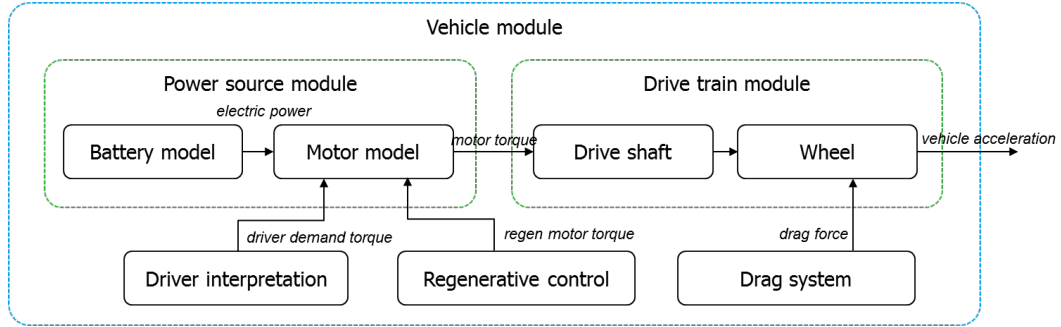 Vehicle module
Power source module
Drive train module
electric power
Battery model
Motor model
motor torque
Drive shaft
Wheel
vehicle acceleration
driver demand torque
regen motor torque
drag force
Driver interpretation
Regenerative control
Drag system